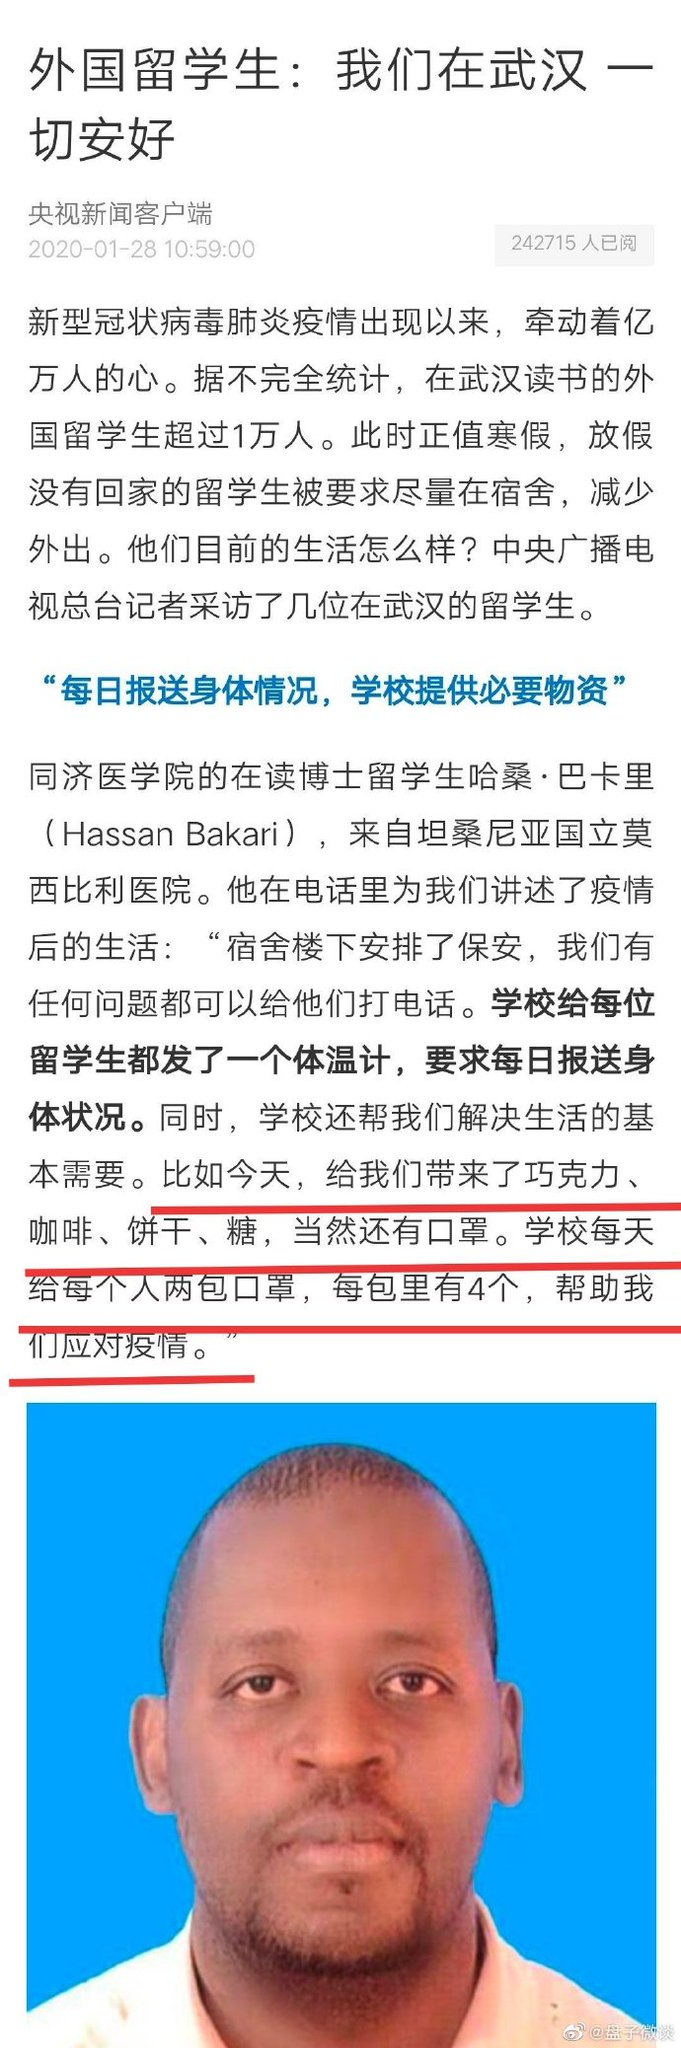 外国留学生：我们在武汉 一
切安好
央视新闻客户端
2020-01-28 10:59:00
242715 人已阅
新型冠状病毒肺炎疫情出现以来，牵动着亿
万人的心。据不完全统计，在武汉读书的外
国留学生超过1万人。此时正值寒假，放假
没有回家的留学生被要求尽量在宿舍，减少
外出。他们目前的生活怎么样？中央广播电
视总台记者采访了几位在武汉的留学生。
“每日报送身体情况，学校提供必要物资”
同济医学院的在读博士留学生哈桑·巴卡里
（Hassan Bakari），来自坦桑尼亚国立莫
西比利医院。他在电话里为我们讲述了疫情
后的生活：“宿舍楼下安排了保安，我们有
任何问题都可以给他们打电话。学校给每位
留学生都发了一个体温计，要求每日报送身
体状况。同时，学校还帮我们解决生活的基
本需要。比如今天，给我们带来了巧克力、
咖啡、饼干、糖，当然还有口罩。学校每天
给每个人两包口罩，每包里有4个，帮助我
们应对疫情。”
@盘子微谈